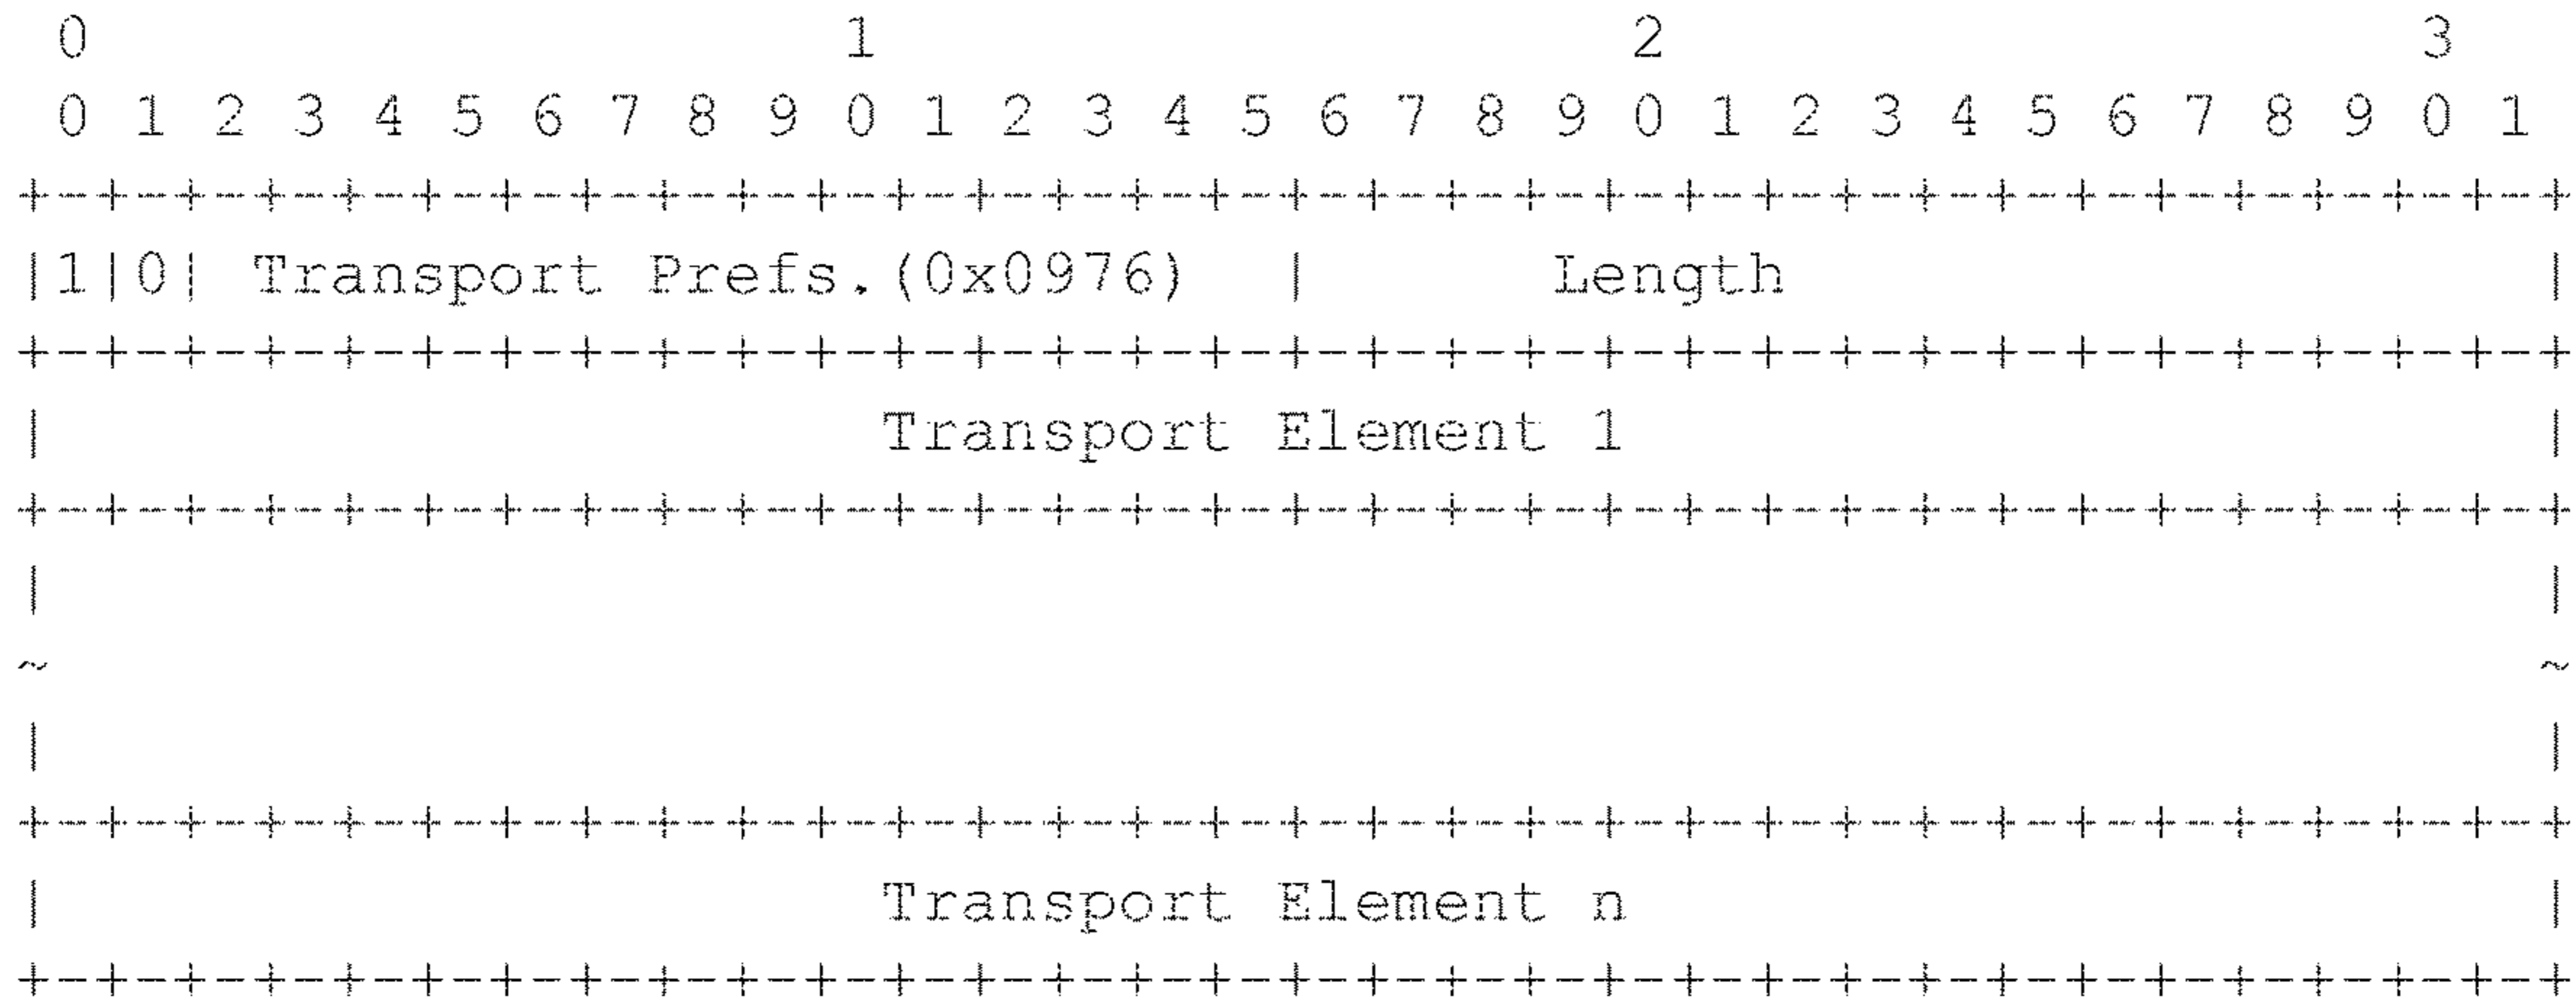 0                   1                   2                   3
 0 1 2 3 4 5 6 7 8 9 0 1 2 3 4 5 6 7 8 9 0 1 2 3 4 5 6 7 8 9 0 1
+-+-+-+-+-+-+-+-+-+-+-+-+-+-+-+-+-+-+-+-+-+-+-+-+-+-+-+-+-+-+-+-+
|1|0| Transport Prefs.(0x0976)  |      Length                   |
+-+-+-+-+-+-+-+-+-+-+-+-+-+-+-+-+-+-+-+-+-+-+-+-+-+-+-+-+-+-+-+-+
|                     Transport Element 1                       |
+-+-+-+-+-+-+-+-+-+-+-+-+-+-+-+-+-+-+-+-+-+-+-+-+-+-+-+-+-+-+-+-+
|                                                               |
~                                                               ~
|                                                               |
+-+-+-+-+-+-+-+-+-+-+-+-+-+-+-+-+-+-+-+-+-+-+-+-+-+-+-+-+-+-+-+-+
|                     Transport Element n                       |
+-+-+-+-+-+-+-+-+-+-+-+-+-+-+-+-+-+-+-+-+-+-+-+-+-+-+-+-+-+-+-+-+